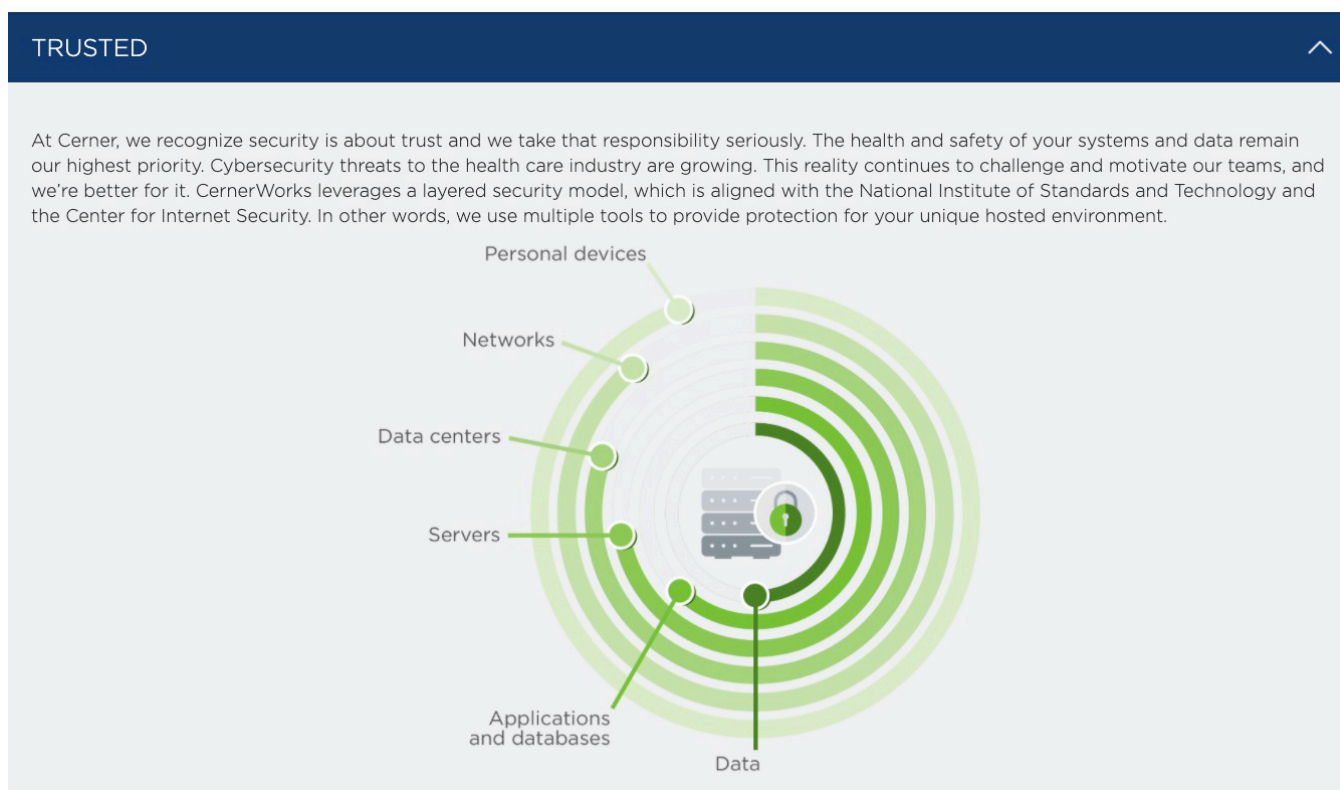 TRUSTED
At Cerner, we recognize security is about trust and we take that responsibility seriously. The health and safety of your systems and data remain
our highest priority. Cybersecurity threats to the health care industry are growing. This reality continues to challenge and motivate our teams, and
we’re better for it. CernerWorks leverages a layered security model, which is aligned with the National Institute of Standards and Technology and
the Center for Internet Security. In other words, we use multiple tools to provide protection for your unique hosted environment.
Personal devices
Networks
Data centers
Servers
Applications
and databases
Data